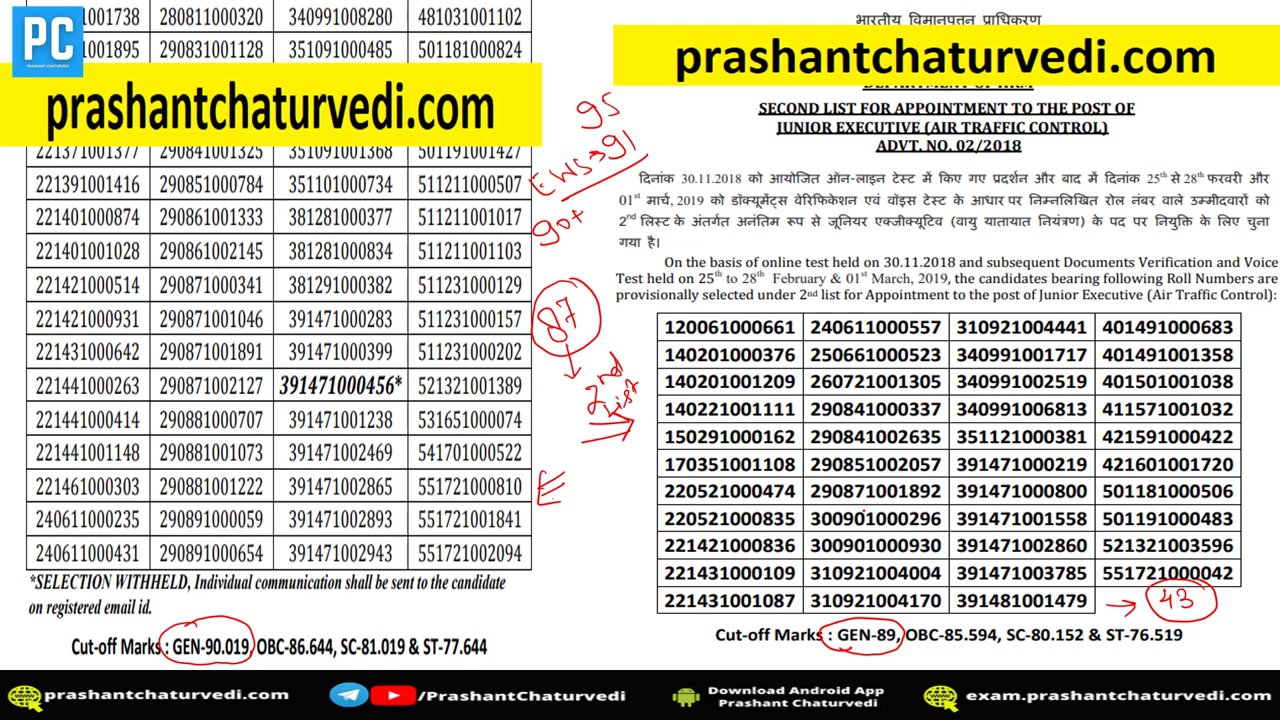 1001738 280811000320 340991008280 481031001102
PC
PRASHANT CHATURVEDI
1001895 290831001128 351091000485 501181000824
prashantchaturvedi.com
221371001377 290841001325 351091001368 501191001427
221391001416 290851000784 351101000734 511211000507
221401000874 290861001333 381281000377 511211001017
221401001028 290861002145 381281000834 511211001103
221421000514 290871000341 381291000382 511231000129
221421000931 290871001046 391471000283 511231000157
221431000642 290871001891 391471000399 511231000202
221441000263 290871002127 391471000456* 521321001389
221441000414 290881000707 391471001238 531651000074
221441001148 290881001073 391471002469 541701000522
221461000303 290881001222 391471002865 551721000810
240611000235 290891000059 391471002893 551721001841
240611000431 290891000654 391471002943 551721002094
*SELECTION WITHHELD, Individual communication shall be sent to the candidate
on registered email id.
Cut-off Marks : GEN-90.019, OBC-86.644, SC-81.019 & ST-77.644
95
EWS→91
90+
87
2nd
List
भारतीय विमानपत्तन प्राधिकरण
prashantchaturvedi.com
DEPARTMENT OF HRM
SECOND LIST FOR APPOINTMENT TO THE POST OF
JUNIOR EXECUTIVE (AIR TRAFFIC CONTROL)
ADVT. NO. 02/2018
दिनांक 30.11.2018 को आयोजित ऑन-लाइन टेस्ट में किए गए प्रदर्शन और बाद में दिनांक 25th से 28th फरवरी और
01st मार्च, 2019 को डॉक्यूमेंट्स वेरिफिकेशन एवं वॉइस टेस्ट के आधार पर निम्नलिखित रोल नंबर वाले उम्मीदवारों को
2nd लिस्ट के अंतर्गत अनंतिम रूप से जूनियर एक्जीक्यूटिव (वायु यातायात नियंत्रण) के पद पर नियुक्ति के लिए चुना
गया है।
On the basis of online test held on 30.11.2018 and subsequent Documents Verification and Voice
Test held on 25th to 28th February & 01st March, 2019, the candidates bearing following Roll Numbers are
provisionally selected under 2nd list for Appointment to the post of Junior Executive (Air Traffic Control):
120061000661 240611000557 310921004441 401491000683
140201000376 250661000523 340991001717 401491001358
140201001209 260721001305 340991002519 401501001038
140221001111 290841000337 340991006813 411571001032
150291000162 290841002635 351121000381 421591000422
170351001108 290851002057 391471000219 421601001720
220521000474 290871001892 391471000800 501181000506
220521000835 300901000296 391471001558 501191000483
221421000836 300901000930 391471002860 521321003596
221431000109 310921004004 391471003785 551721000042
221431001087 310921004170 391481001479
43
Cut-off Marks : GEN-89, OBC-85.594, SC-80.152 & ST-76.519
prashantchaturvedi.com
/PrashantChaturvedi
Download Android App
Prashant Chaturvedi
exam.prashantchaturvedi.com